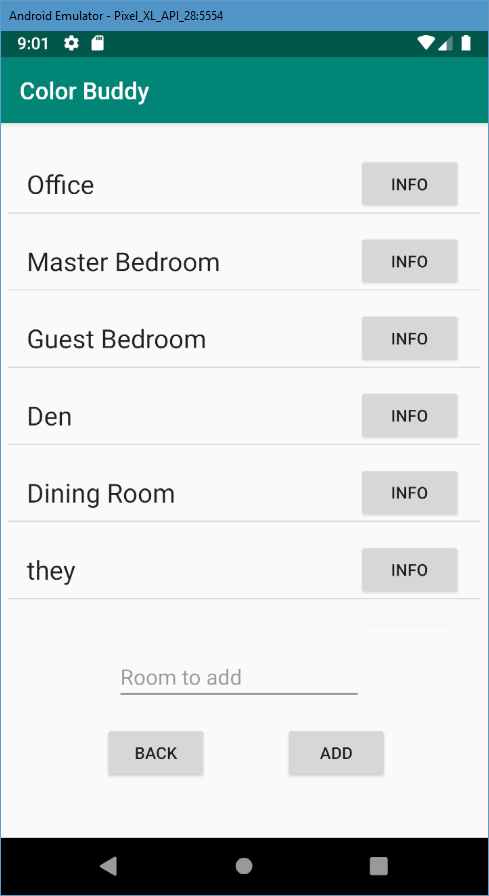 Android Emulator - Pixel_XL_API_28:5554
9:01
Color Buddy
Office INFO
Master Bedroom INFO
Guest Bedroom INFO
Den INFO
Dining Room INFO
they INFO
Room to add
BACK ADD